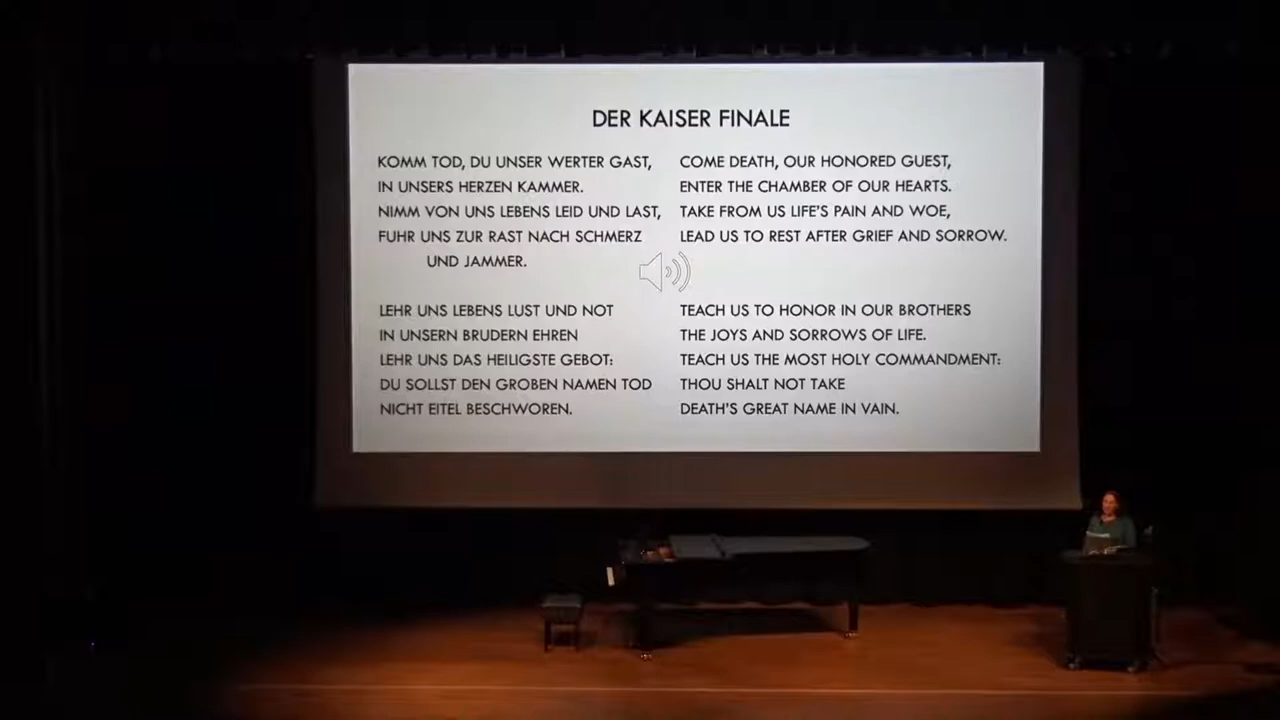 DER KAISER FINALE
KOMM TOD, DU UNSER WERTER GAST,
IN UNSERS HERZEN KAMMER.
NIMM VON UNS LEBENS LEID UND LAST,
FUHR UNS ZUR RAST NACH SCHMERZ
UND JAMMER.
LEHR UNS LEBENS LUST UND NOT
IN UNSERN BRUDERN EHREN
LEHR UNS DAS HEILIGSTE GEBOT:
DU SOLLST DEN GROBEN NAMEN TOD
NICHT EITEL BESCHWOREN.
COME DEATH, OUR HONORED GUEST,
ENTER THE CHAMBER OF OUR HEARTS.
TAKE FROM US LIFE'S PAIN AND WOE,
LEAD US TO REST AFTER GRIEF AND SORROW.
TEACH US TO HONOR IN OUR BROTHERS
THE JOYS AND SORROWS OF LIFE.
TEACH US THE MOST HOLY COMMANDMENT:
THOU SHALT NOT TAKE
DEATH'S GREAT NAME IN VAIN.